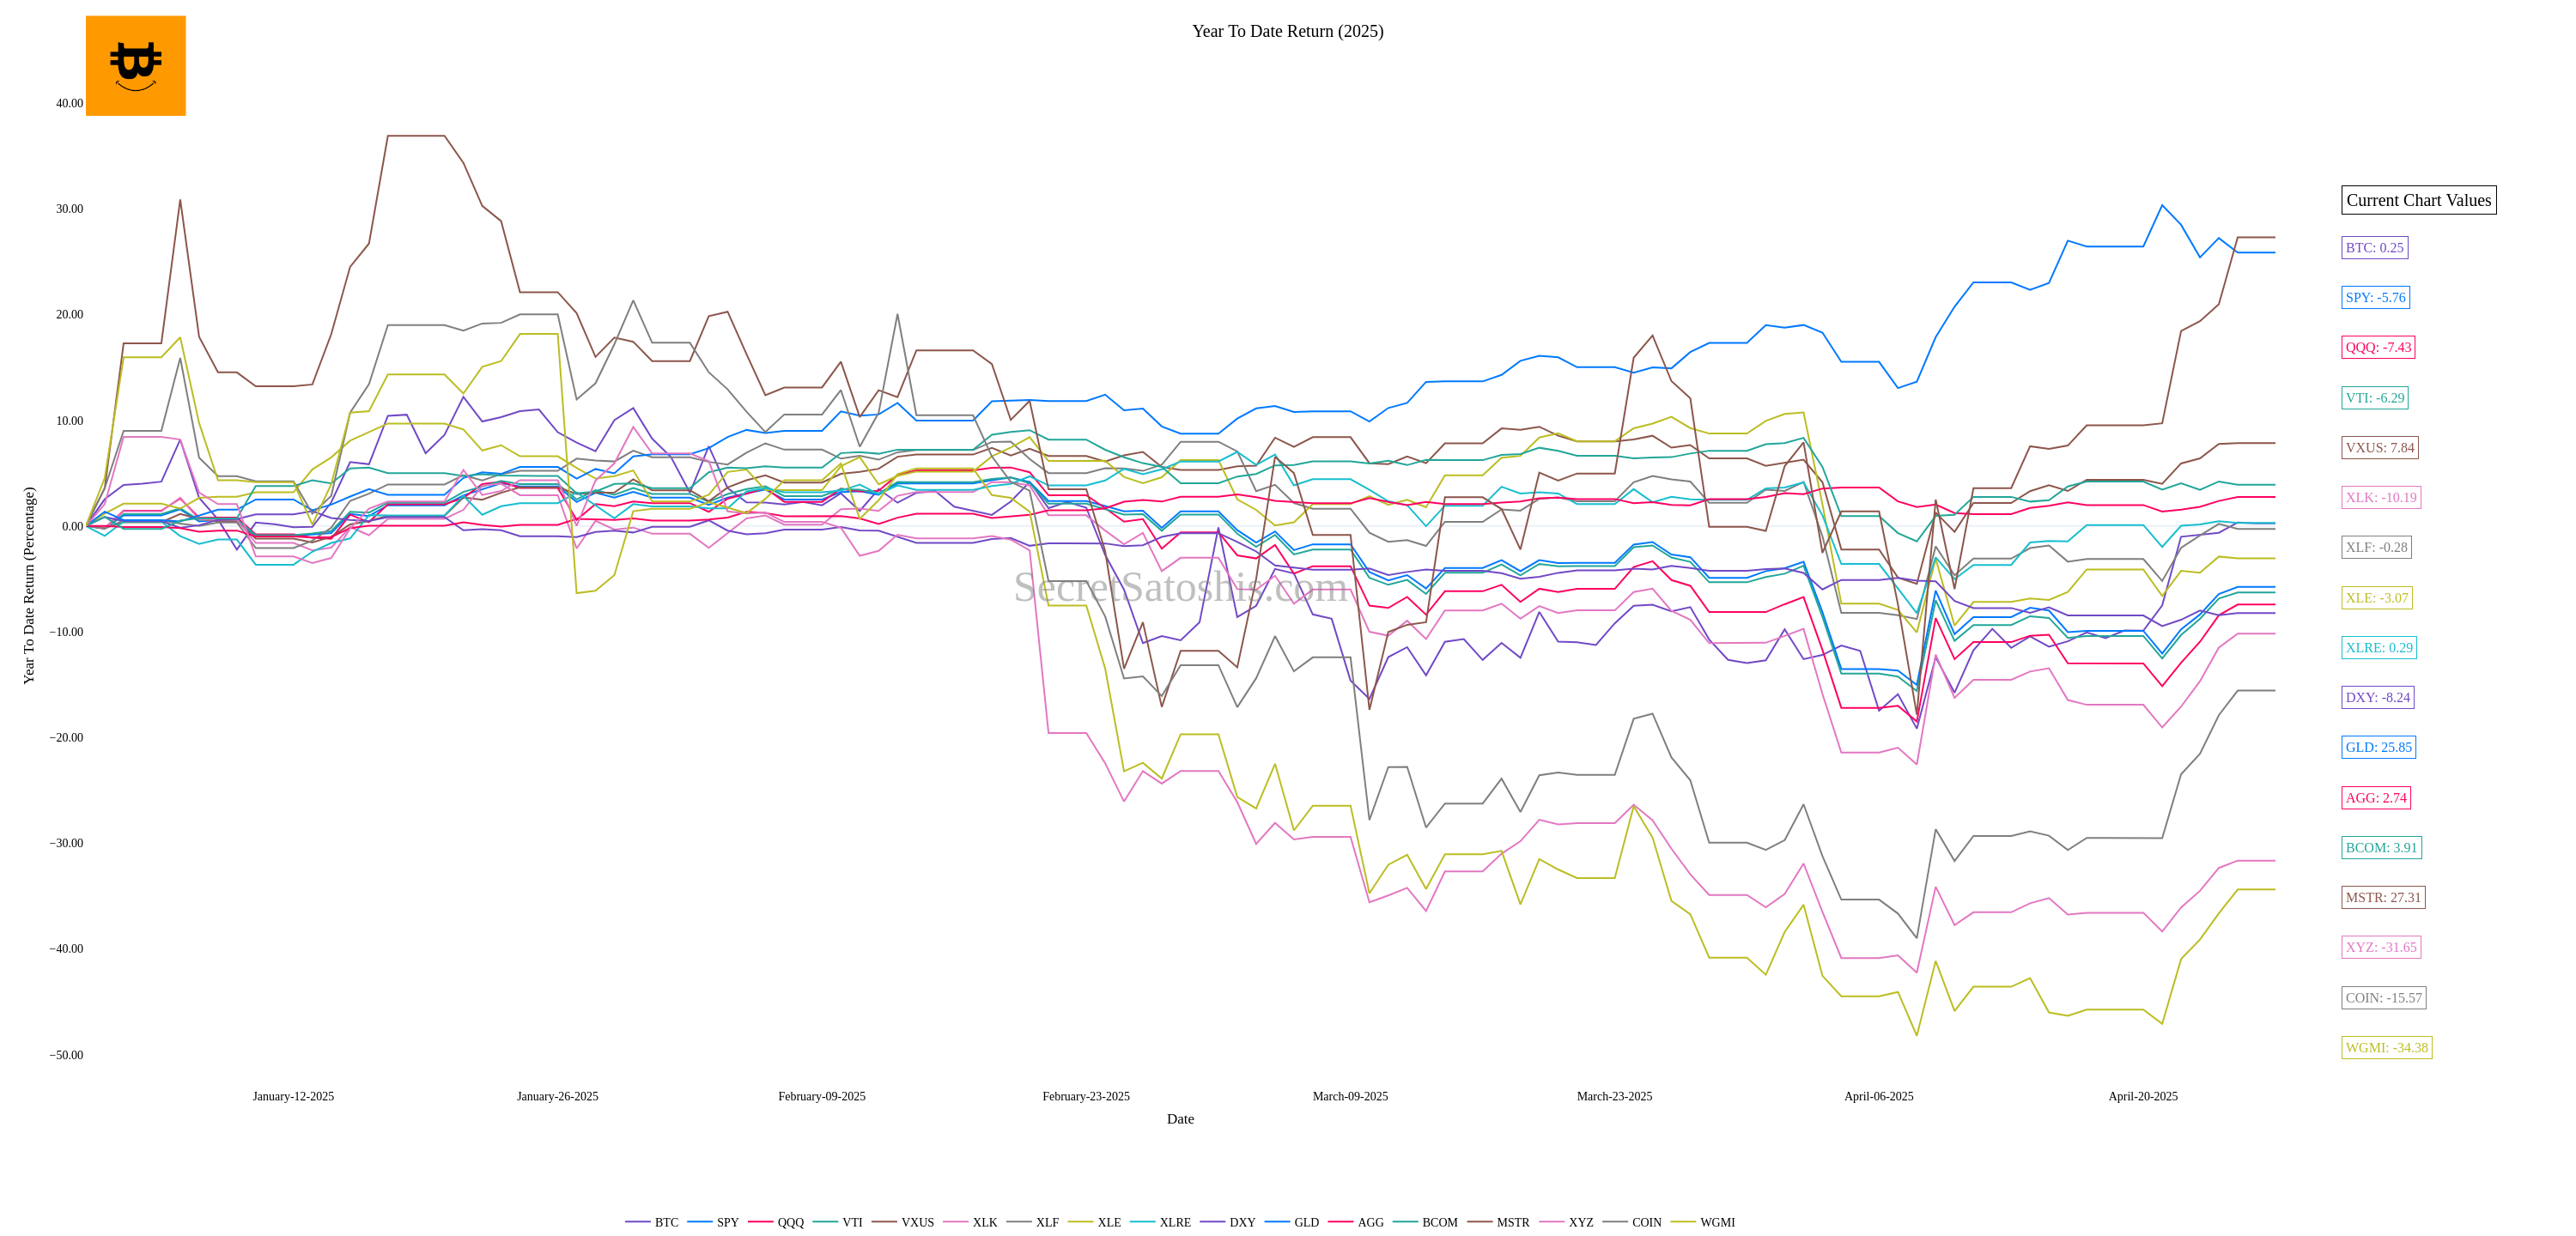 Year To Date Return (2025)
40.00
30.00
20.00
10.00
0.00
−10.00
−20.00
−30.00
−40.00
−50.00
Year To Date Return (Percentage)
SecretSatoshis.com
January-12-2025
January-26-2025
February-09-2025
February-23-2025
March-09-2025
March-23-2025
April-06-2025
April-20-2025
Date
Current Chart Values
BTC: 0.25
SPY: -5.76
QQQ: -7.43
VTI: -6.29
VXUS: 7.84
XLK: -10.19
XLF: -0.28
XLE: -3.07
XLRE: 0.29
DXY: -8.24
GLD: 25.85
AGG: 2.74
BCOM: 3.91
MSTR: 27.31
XYZ: -31.65
COIN: -15.57
WGMI: -34.38
BTC SPY QQQ VTI VXUS XLK XLF XLE XLRE DXY GLD AGG BCOM MSTR XYZ COIN WGMI